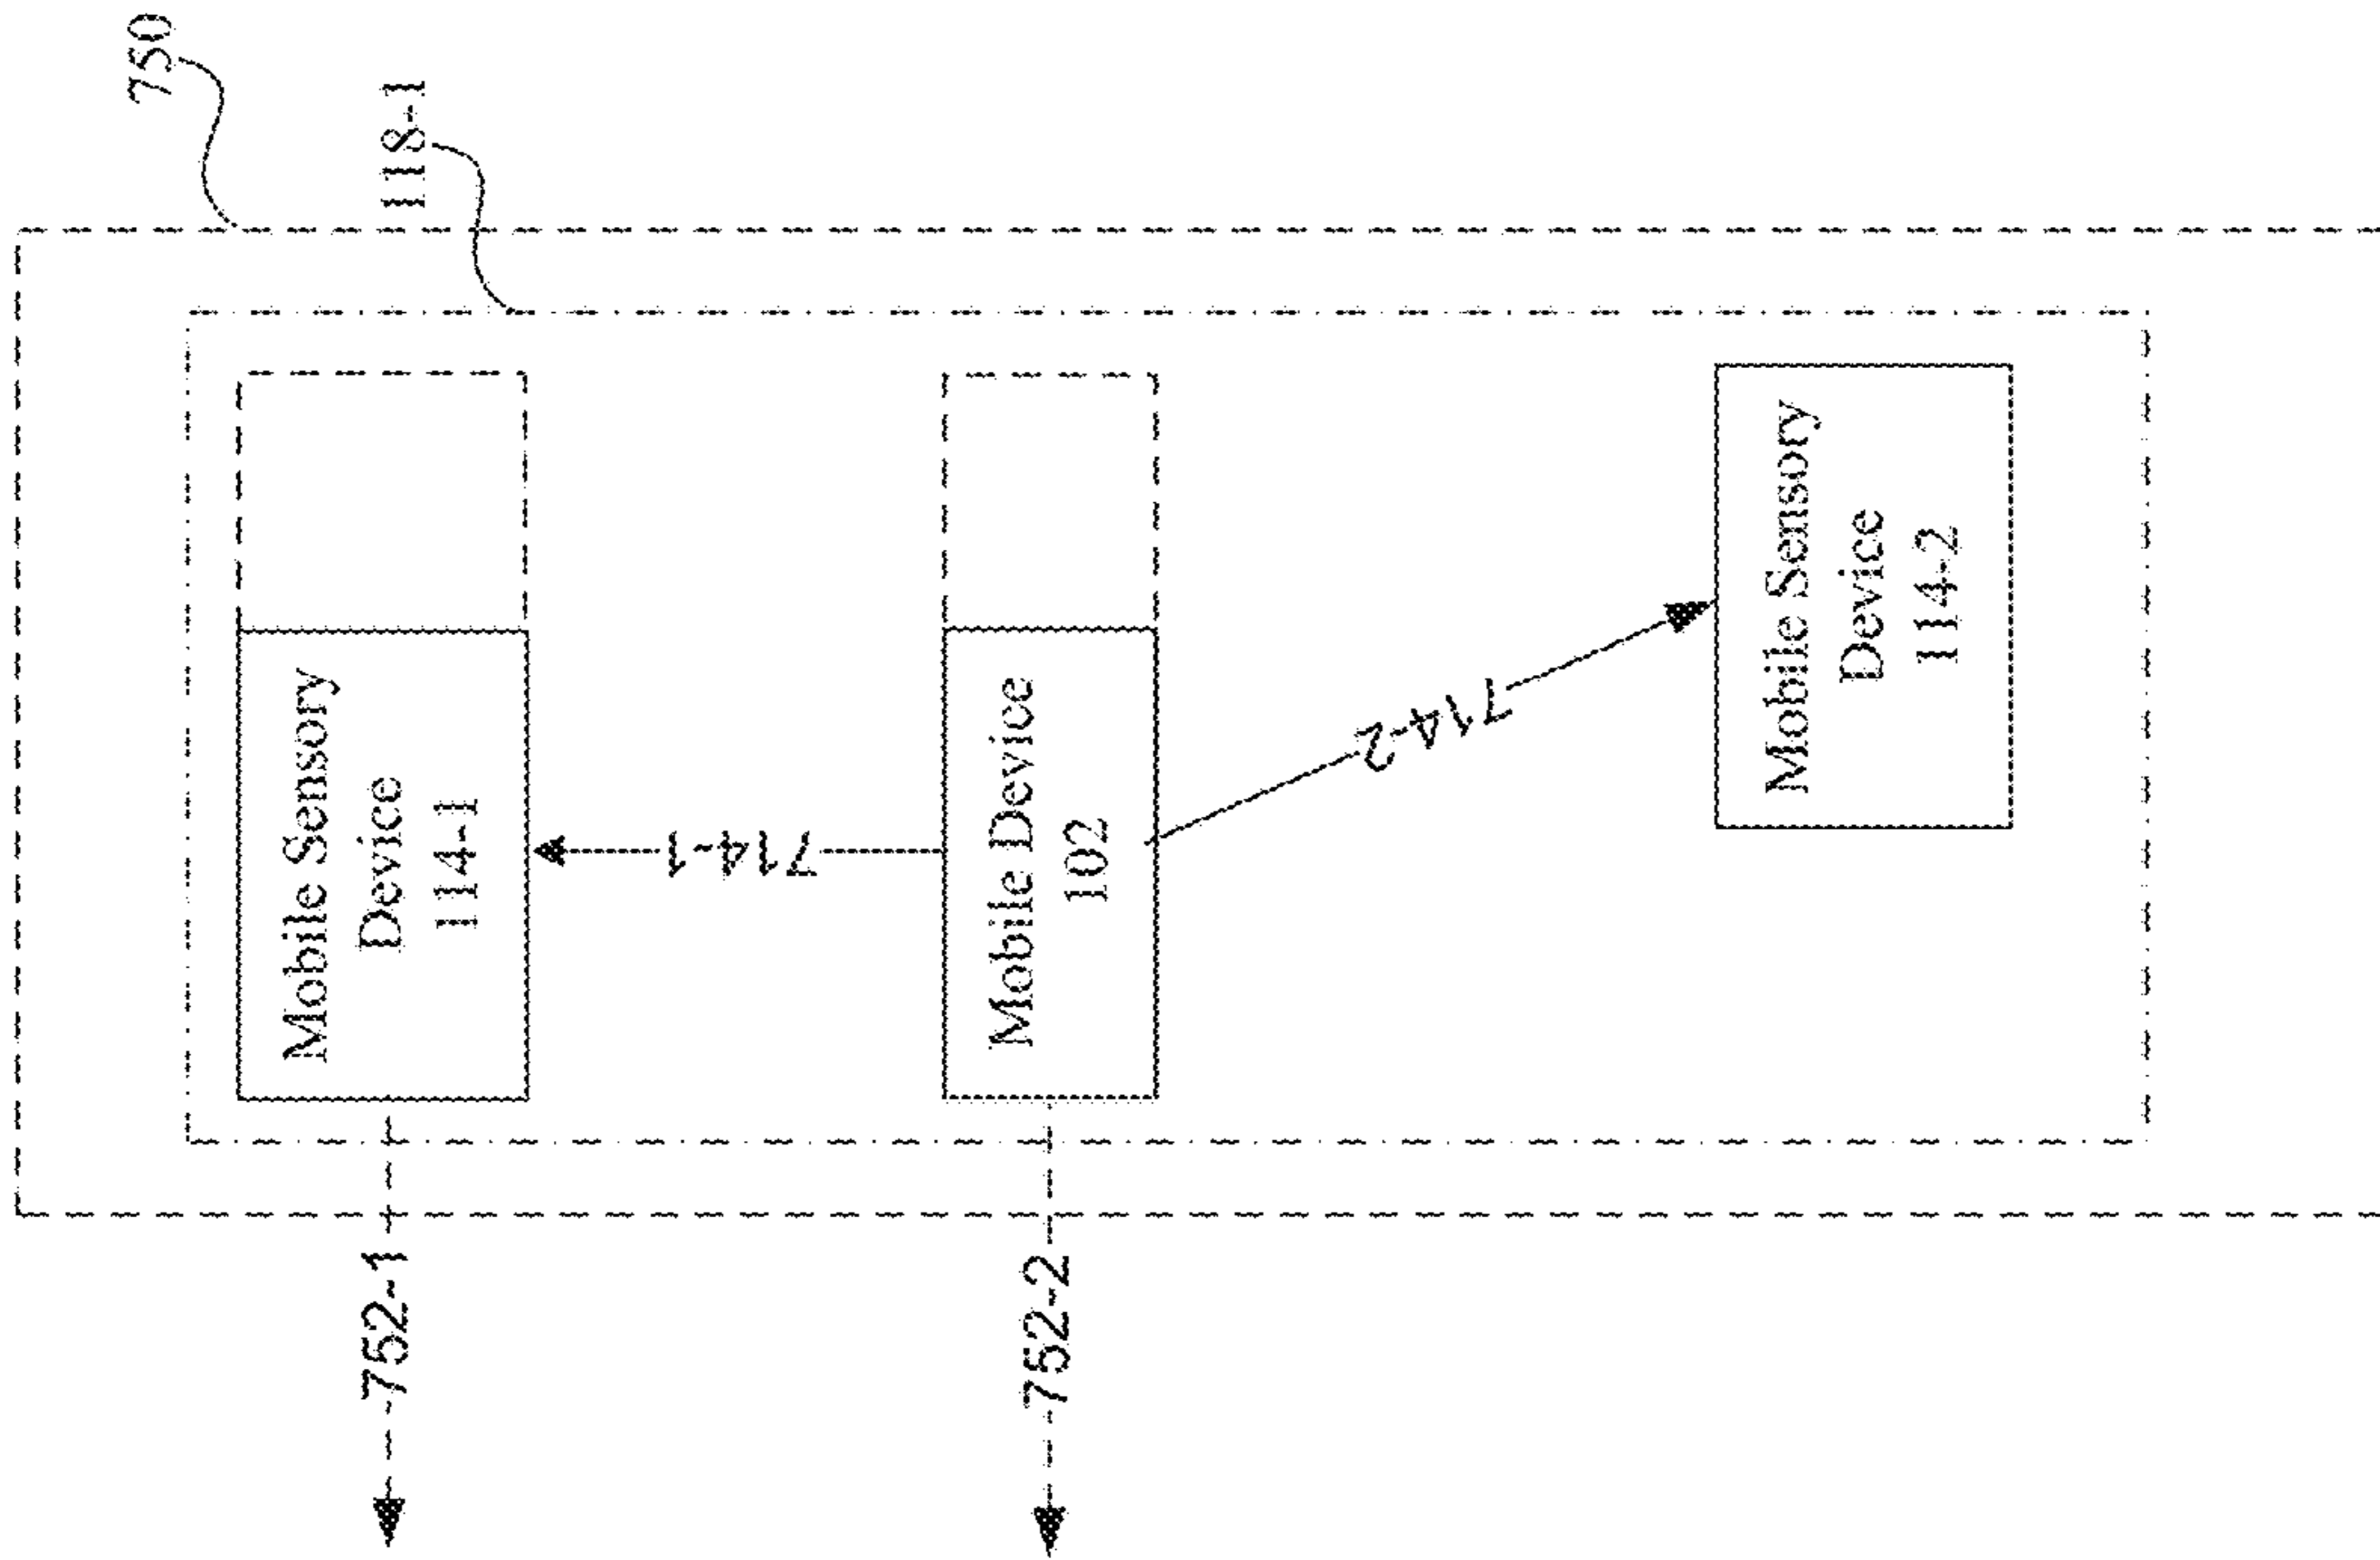 750
118-1
Mobile Sensory
Device
114-1
714-1
Mobile Device
102
714-2
Mobile Sensory
Device
114-2
752-1
752-2